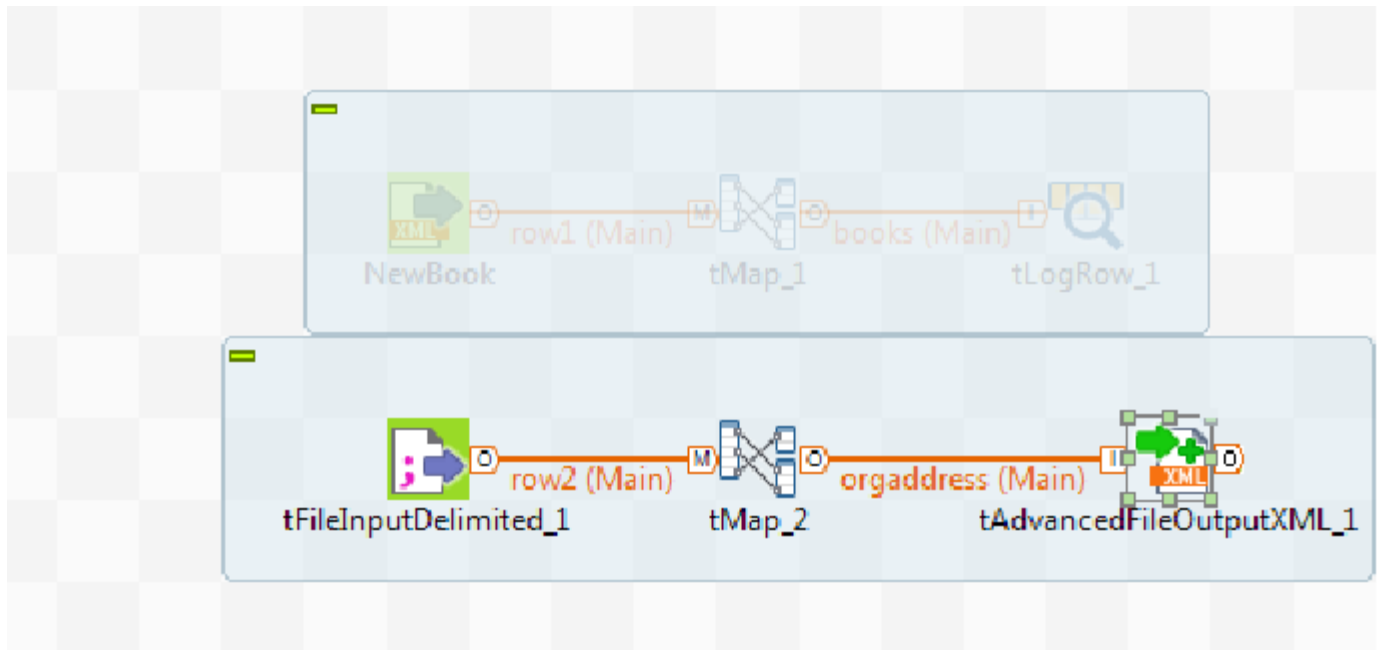 O row1 (Main) M O books (Main) I
XML
NewBook tMap_1 tLogRow_1
; O row2 (Main) M O orgaddress (Main) I O
XML
tFileInputDelimited_1 tMap_2 tAdvancedFileOutputXML_1